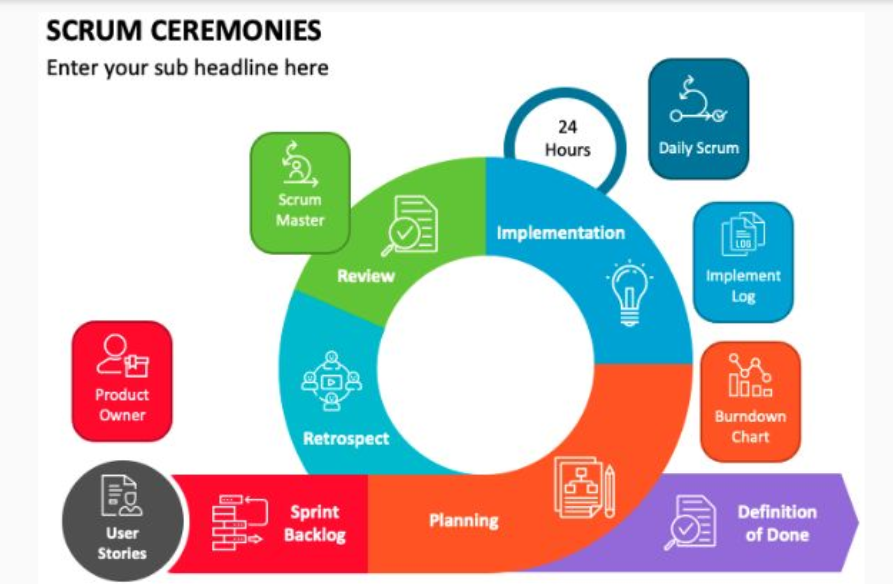 SCRUM CEREMONIES
Enter your sub headline here
24
Hours
Daily Scrum
Scrum
Master
Implementation
Review
LOG
Implement
Log
Product
Owner
Retrospect
Burndown
Chart
User
Stories
Sprint
Backlog
Planning
Definition
of Done